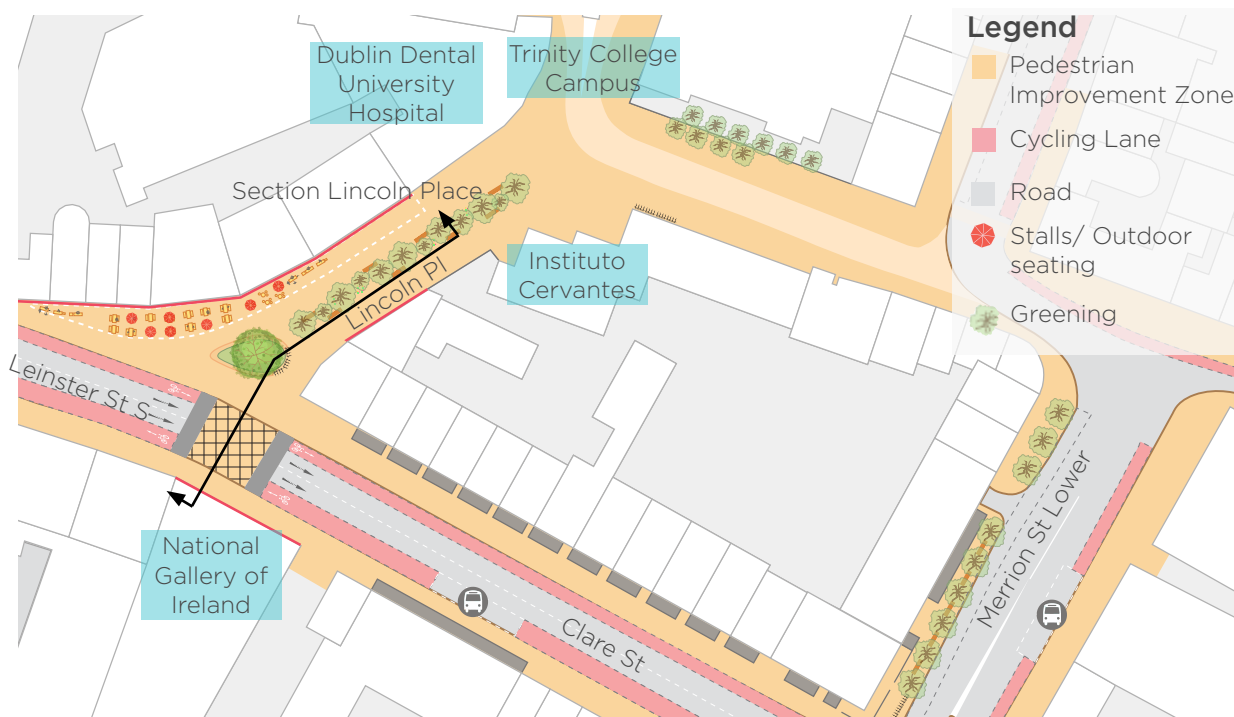 Dublin Dental
University
Hospital
Trinity College
Campus
Legend
Pedestrian
Improvement Zone
Cycling Lane
Road
Stalls/ Outdoor
seating
Greening
Section Lincoln Place
Instituto
Cervantes
Lincoln Pl
Leinster St S
National
Gallery of
Ireland
Clare St
Merrion St Lower